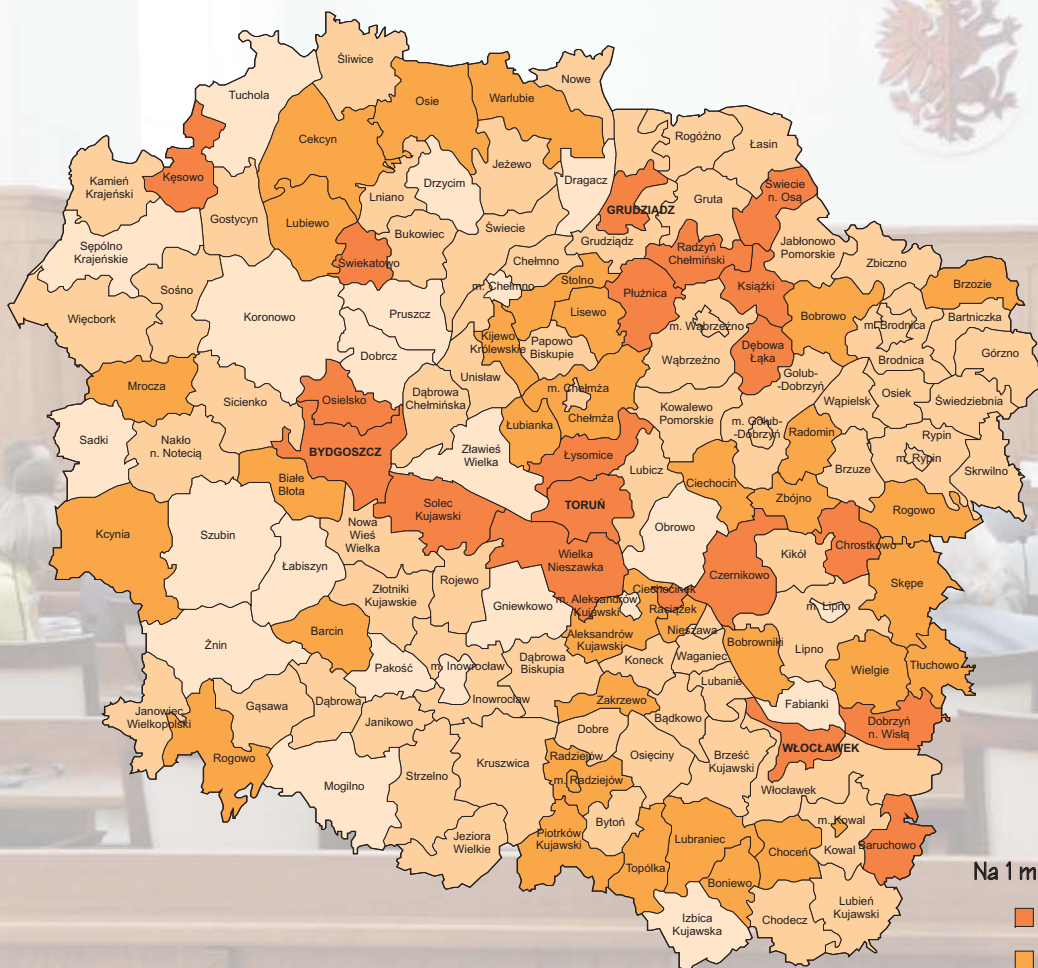 Śliwice
Nowe
Tuchola
Osie
Warlubie
Cekcyn
Rogóźno
Łasin
Jeżewo
Kęsowo
Kamień
Krajeński
Drzycim
Dragacz
Świecie
n. Osą
Lniano
Gruta
GRUDZIĄDZ
Gostycyn
Lubiewo
Świecie
Bukowiec
Grudziądz
Jabłonowo
Pomorskie
Sępólno
Krajeńskie
Radzyń
Chełmiński
Świekatowo
Chełmno
Zbiczno
Stolno
m. Chełmno
Płużnica
Książki
Brzozie
Sośno
Lisewo
Bobrowo
Bartniczka
Więcbork
Koronowo
Pruszcz
m. Wąbrzeźno
m. Brodnica
Kijewo
Królewskie
Papowo
Biskupie
Dębowa
Łąka
Górzno
Dobrcz
Wąbrzeźno
Brodnica
Unisław
Golub-
-Dobrzyń
Mrocza
m. Chełmża
Osiek
Sicienko
Osielsko
Dąbrowa
Chełmińska
Wąpielsk
Świedziebnia
Kowalewo
Pomorskie
Chełmża
m. Golub-
-Dobrzyń
Łubianka
Radomin
Rypin
Sadki
Nakło
n. Notecią
BYDGOSZCZ
Zławieś
Wielka
Łysomice
m. Rypin
Lubicz
Brzuze
Skrwilno
Białe
Błota
Ciechocin
Zbójno
Solec
Kujawski
TORUŃ
Rogowo
Kcynia
Szubin
Nowa
Wieś
Wielka
Obrowo
Chrostkowo
Wielka
Nieszawka
Kikół
Łabiszyn
Rojewo
Czernikowo
Skępe
Złotniki
Kujawskie
Ciechocinek
m. Aleksandrów
Kujawski
Gniewkowo
Raciążek
m. Lipno
Barcin
Nieszawa
Aleksandrów
Kujawski
Bobrowniki
Żnin
Lipno
Dąbrowa
Biskupia
Koneck
Waganiec
Pakość
m. Inowrocław
Wielgie
Tłuchowo
Lubanie
Inowrocław
Zakrzewo
Dąbrowa
Gąsawa
Fabianki
Janowiec
Wielkopolski
Bądkowo
Janikowo
Dobre
Dobrzyń
n. Wisłą
WŁOCŁAWEK
Rogowo
Radziejów
Osięciny
Brześć
Kujawski
Kruszwica
Strzelno
m. Radziejów
Mogilno
Włocławek
Bytoń
m. Kowal
Jeziora
Wielkie
Piotrków
Kujawski
Lubraniec
Choceń
Kowal
Baruchowo
Topólka
Na 1 m
Boniewo
Lubień
Kujawski
Izbica
Kujawska
Chodecz